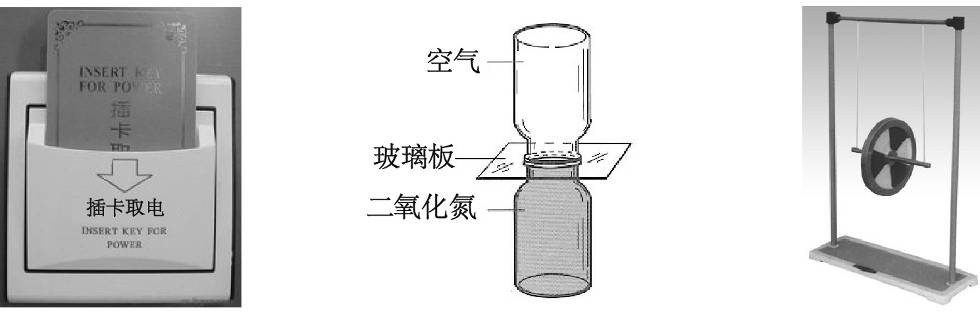 INSERT KEY
FOR POWER
插
卡
取
插卡取电
INSERT KEY FOR
POWER
空气
玻璃板
二氧化氮